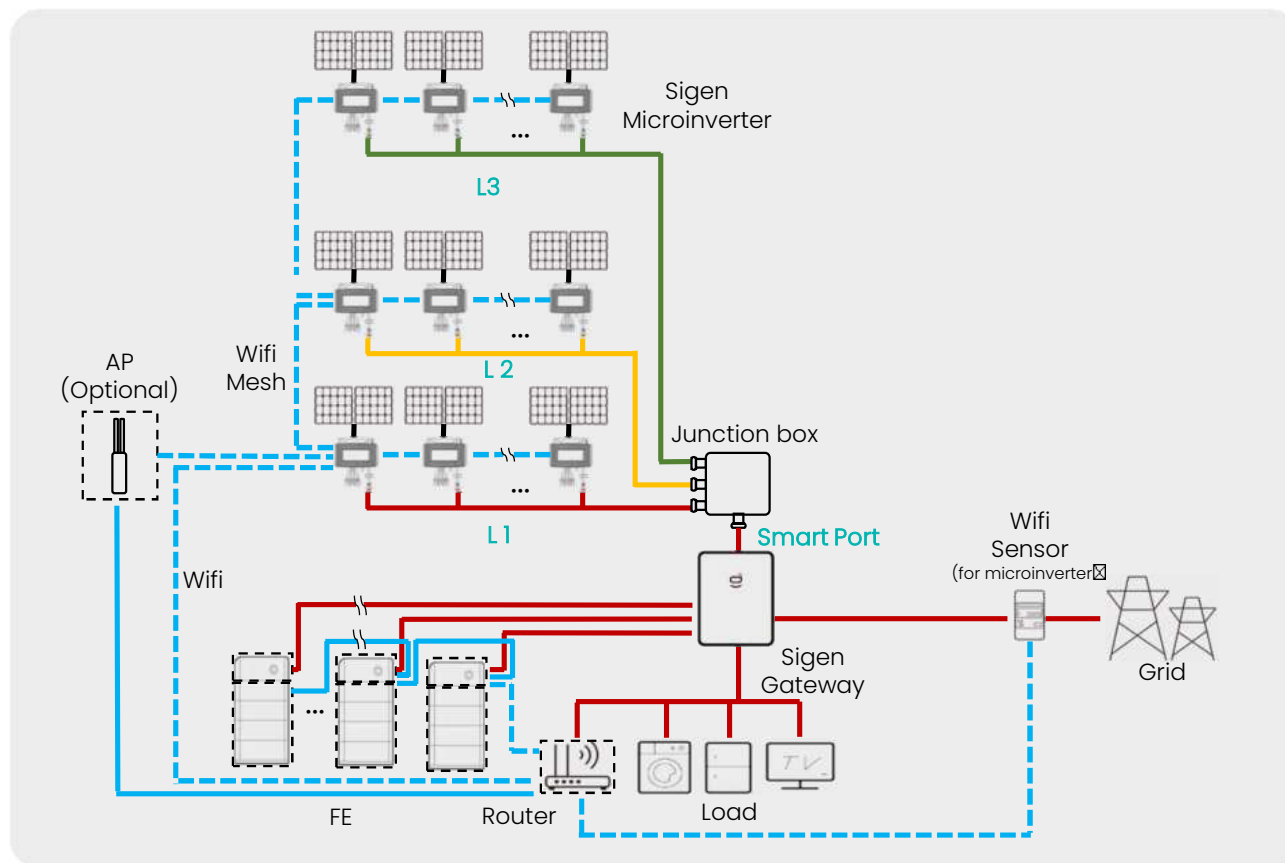 Sigen
Microinverter
L3
Wifi
Mesh
L 2
AP
(Optional)
Junction box
L 1
Smart Port
Wifi
Sensor
(for microinverter
Wifi
Sigen
Gateway
Grid
...
...
...
...
TV
FE
Router
Load